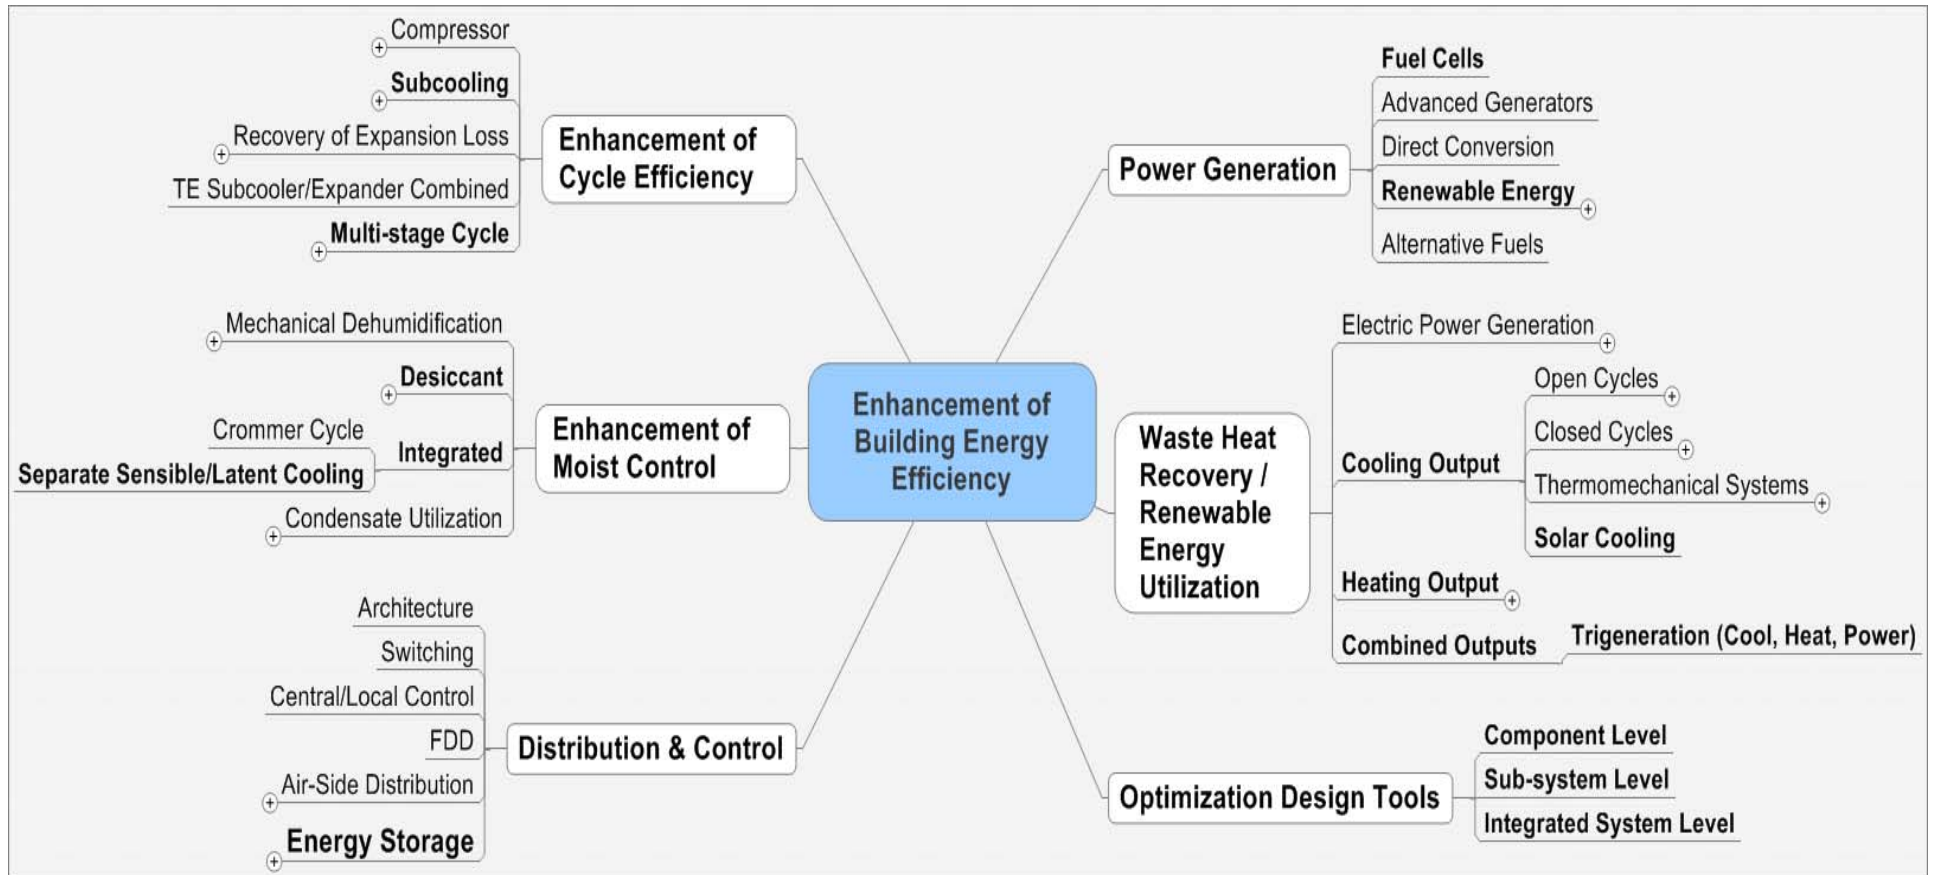 Compressor
Subcooling
Recovery of Expansion Loss
TE Subcooler/Expander Combined
Multi-stage Cycle
Enhancement of
Cycle Efficiency
Mechanical Dehumidification
Desiccant
Crommer Cycle
Separate Sensible/Latent Cooling
Integrated
Condensate Utilization
Enhancement of
Moist Control
Architecture
Switching
Central/Local Control
FDD
Air-Side Distribution
Energy Storage
Distribution & Control
Enhancement of
Building Energy
Efficiency
Power Generation
Fuel Cells
Advanced Generators
Direct Conversion
Renewable Energy
Alternative Fuels
Waste Heat
Recovery /
Renewable
Energy
Utilization
Electric Power Generation
Cooling Output
Open Cycles
Closed Cycles
Thermomechanical Systems
Solar Cooling
Heating Output
Combined Outputs
Trigeneration (Cool, Heat, Power)
Optimization Design Tools
Component Level
Sub-system Level
Integrated System Level